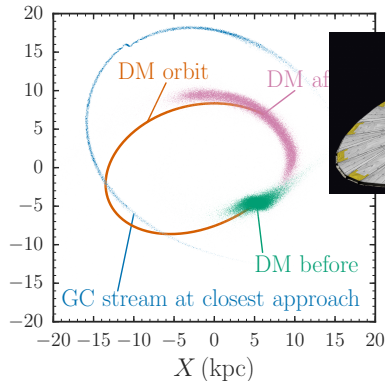 20
15
DM orbit
DM
10
5
0
−5
−10
DM before
−15
GC stream at closest approach
−20
−20 −15 −10 −5 0 5 10 15 20
X (kpc)